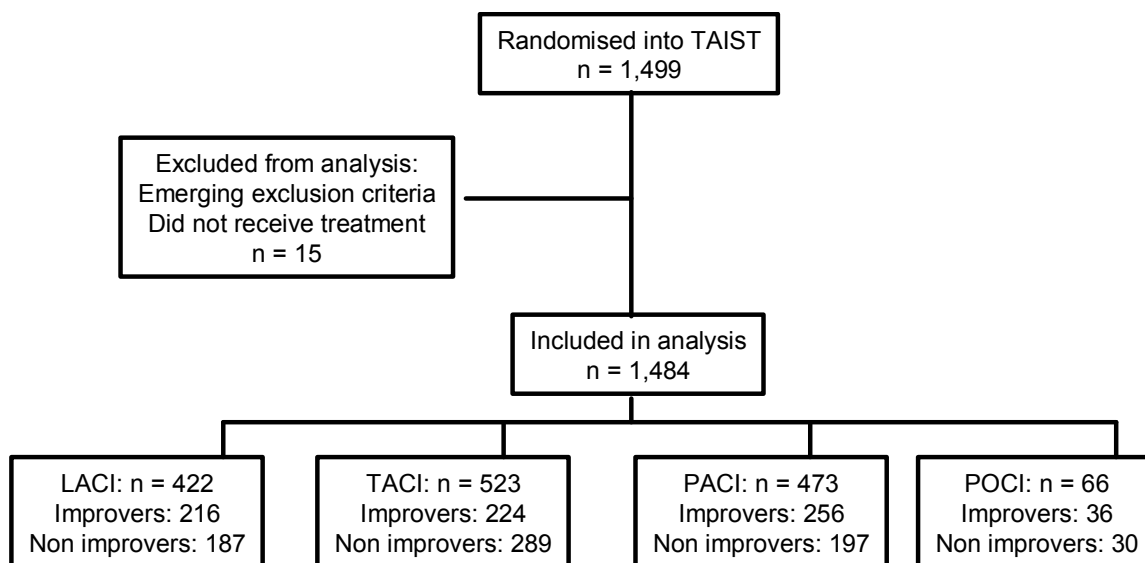 Randomised into TAIST
n = 1,499
Excluded from analysis:
Emerging exclusion criteria
Did not receive treatment
n = 15
Included in analysis
n = 1,484
LACI: n = 422
Improvers: 216
Non improvers: 187
TACI: n = 523
Improvers: 224
Non improvers: 289
PACI: n = 473
Improvers: 256
Non improvers: 197
POCI: n = 66
Improvers: 36
Non improvers: 30